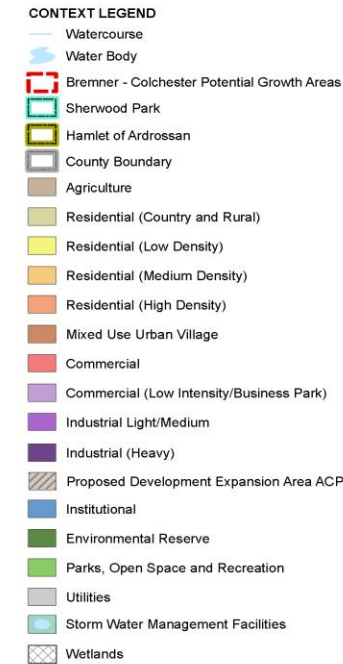 CONTEXT LEGEND
Watercourse
Water Body
Bremner - Colchester Potential Growth Areas
Sherwood Park
Hamlet of Ardrossan
County Boundary
Agriculture
Residential (Country and Rural)
Residential (Low Density)
Residential (Medium Density)
Residential (High Density)
Mixed Use Urban Village
Commercial
Commercial (Low Intensity/Business Park)
Industrial Light/Medium
Industrial (Heavy)
Proposed Development Expansion Area ACP
Institutional
Environmental Reserve
Parks, Open Space and Recreation
Utilities
Storm Water Management Facilities
Wetlands